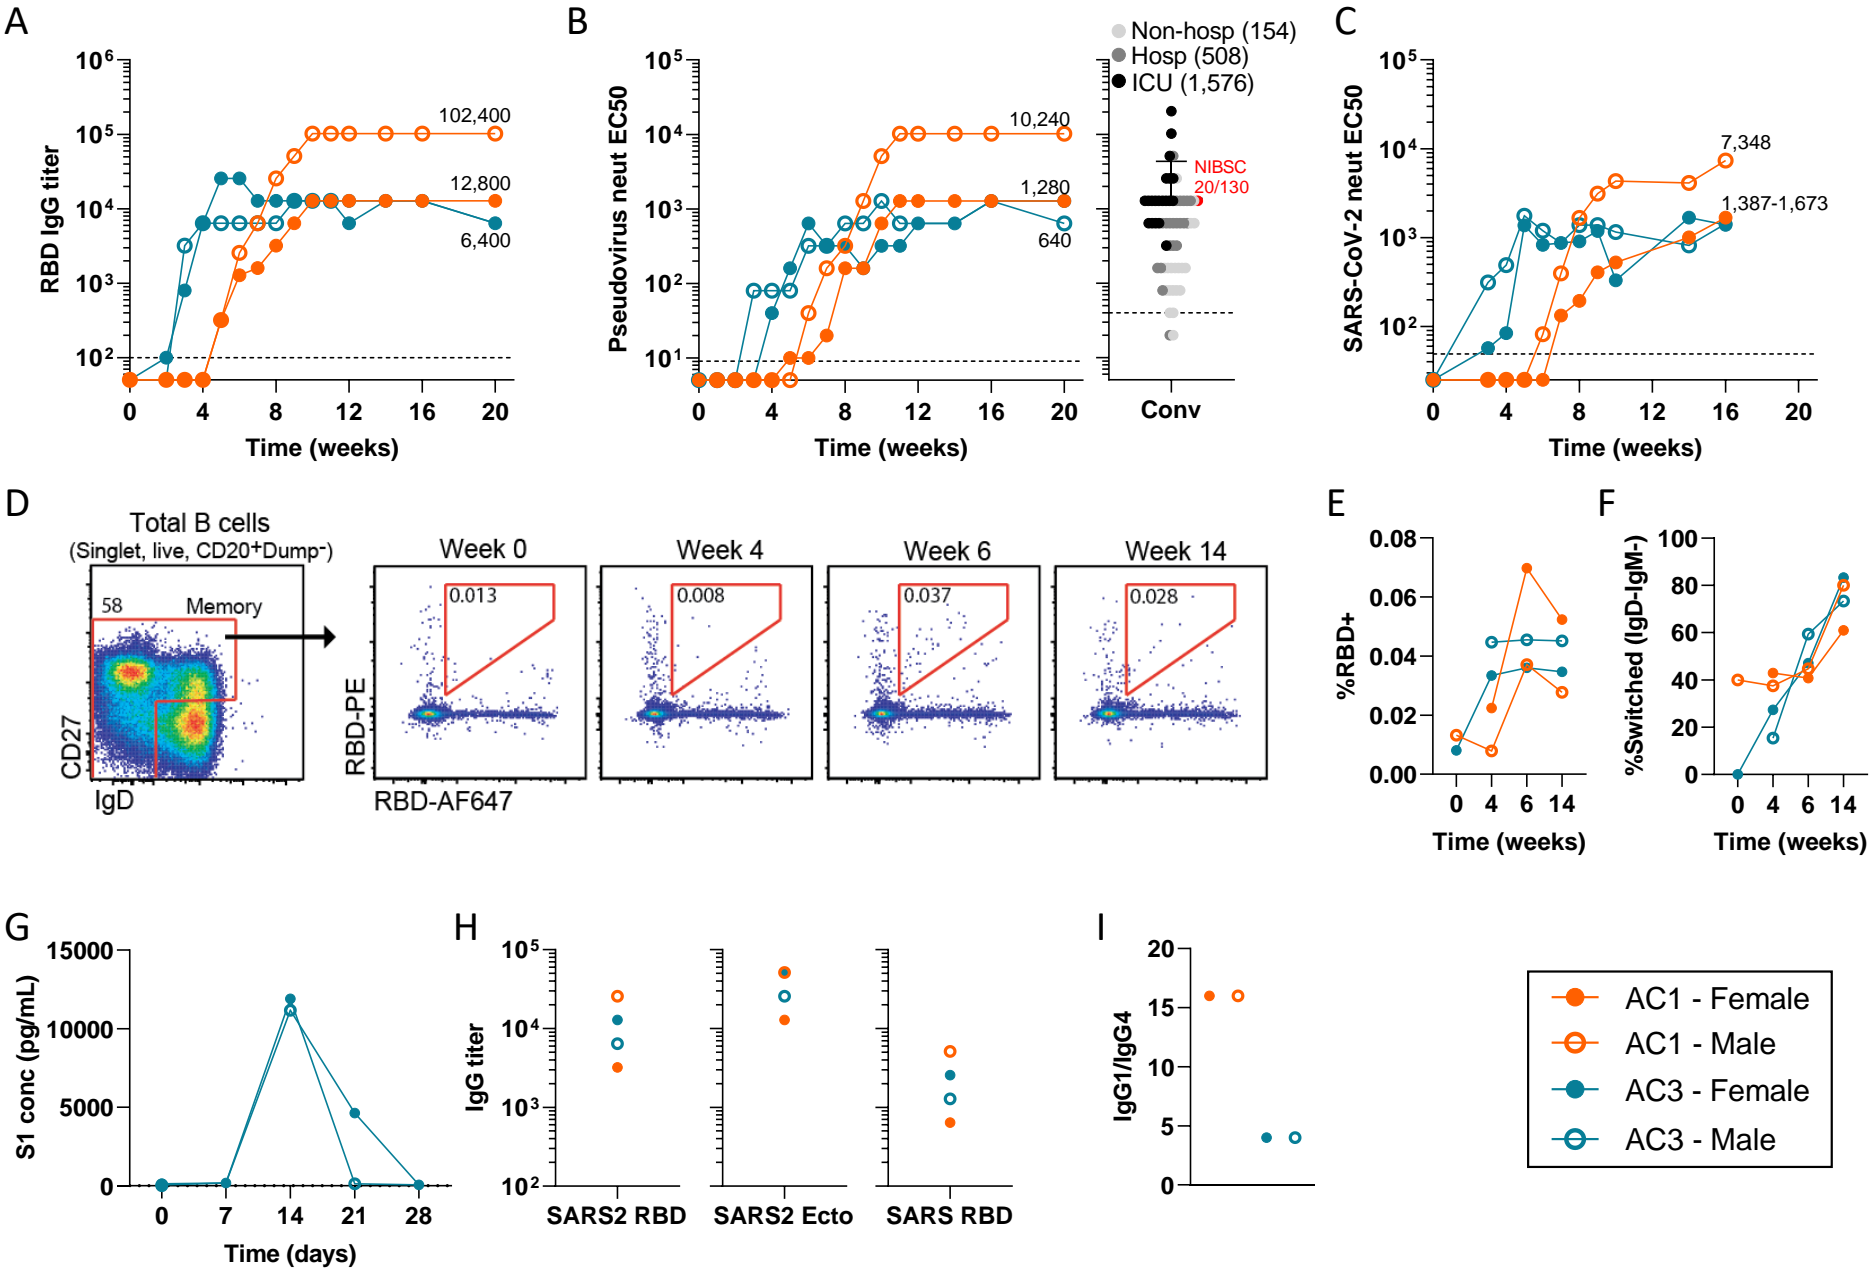 A
RBD IgG titer
10⁶
10⁵
10⁴
10³
10²
102,400
12,800
6,400
0 4 8 12 16 20
Time (weeks)
B
Pseudovirus neut EC50
10⁵
10⁴
10³
10²
10¹
10,240
1,280
640
0 4 8 12 16 20
Time (weeks)
Non-hosp (154)
Hosp (508)
ICU (1,576)
NIBSC
20/130
Conv
C
SARS-CoV-2 neut EC50
10⁵
10⁴
10³
10²
7,348
1,387-1,673
0 4 8 12 16 20
Time (weeks)
D
Total B cells
(Singlet, live, CD20⁺Dump⁻)
58
Memory
CD27
IgD
Week 0
Week 4
Week 6
Week 14
0.013
0.008
0.037
0.028
RBD-PE
RBD-AF647
E
%RBD+
0.08
0.06
0.04
0.02
0.00
0 4 6 14
Time (weeks)
F
%Switched (IgD-IgM-)
100
80
60
40
20
0
0 4 6 14
Time (weeks)
G
S1 conc (pg/mL)
15000
10000
5000
0
0 7 14 21 28
Time (days)
H
IgG titer
10⁵
10⁴
10³
10²
SARS2 RBD
SARS2 Ecto
SARS RBD
I
IgG1/IgG4
20
15
10
5
0
AC1 - Female
AC1 - Male
AC3 - Female
AC3 - Male